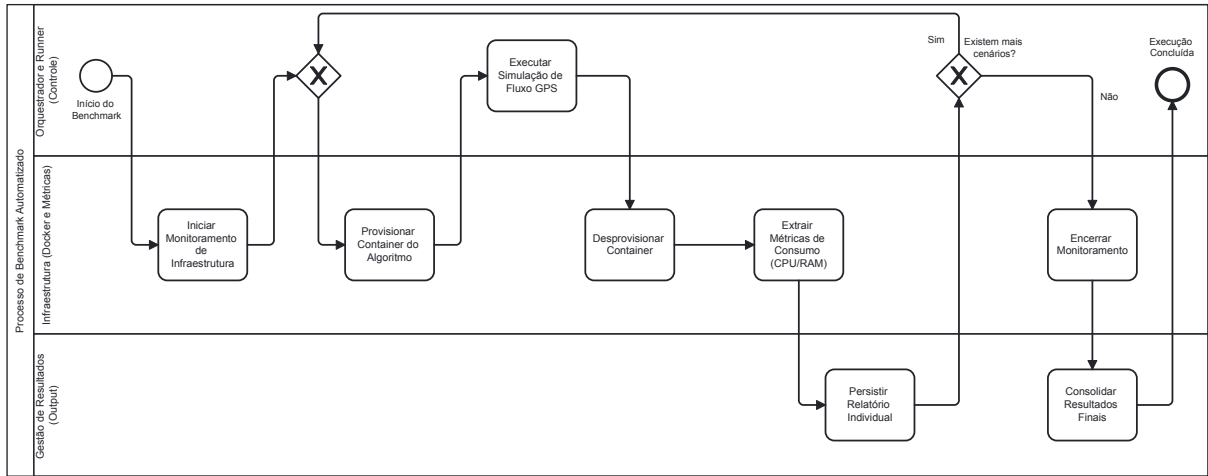 Processo de Benchmark Automatizado
Orquestrador e Runner
(Controle)
Início do
Benchmark
Executar
Simulação de
Fluxo GPS
Sim
Existem mais
cenários?
Não
Execução
Concluída
Infraestrutura (Docker e Métricas)
Iniciar
Monitoramento
de
Infraestrutura
Provisionar
Container do
Algoritmo
Desprovisionar
Container
Extrair
Métricas de
Consumo
(CPU/RAM)
Encerrar
Monitoramento
Gestão de Resultados
(Output)
Persistir
Relatório
Individual
Consolidar
Resultados
Finais